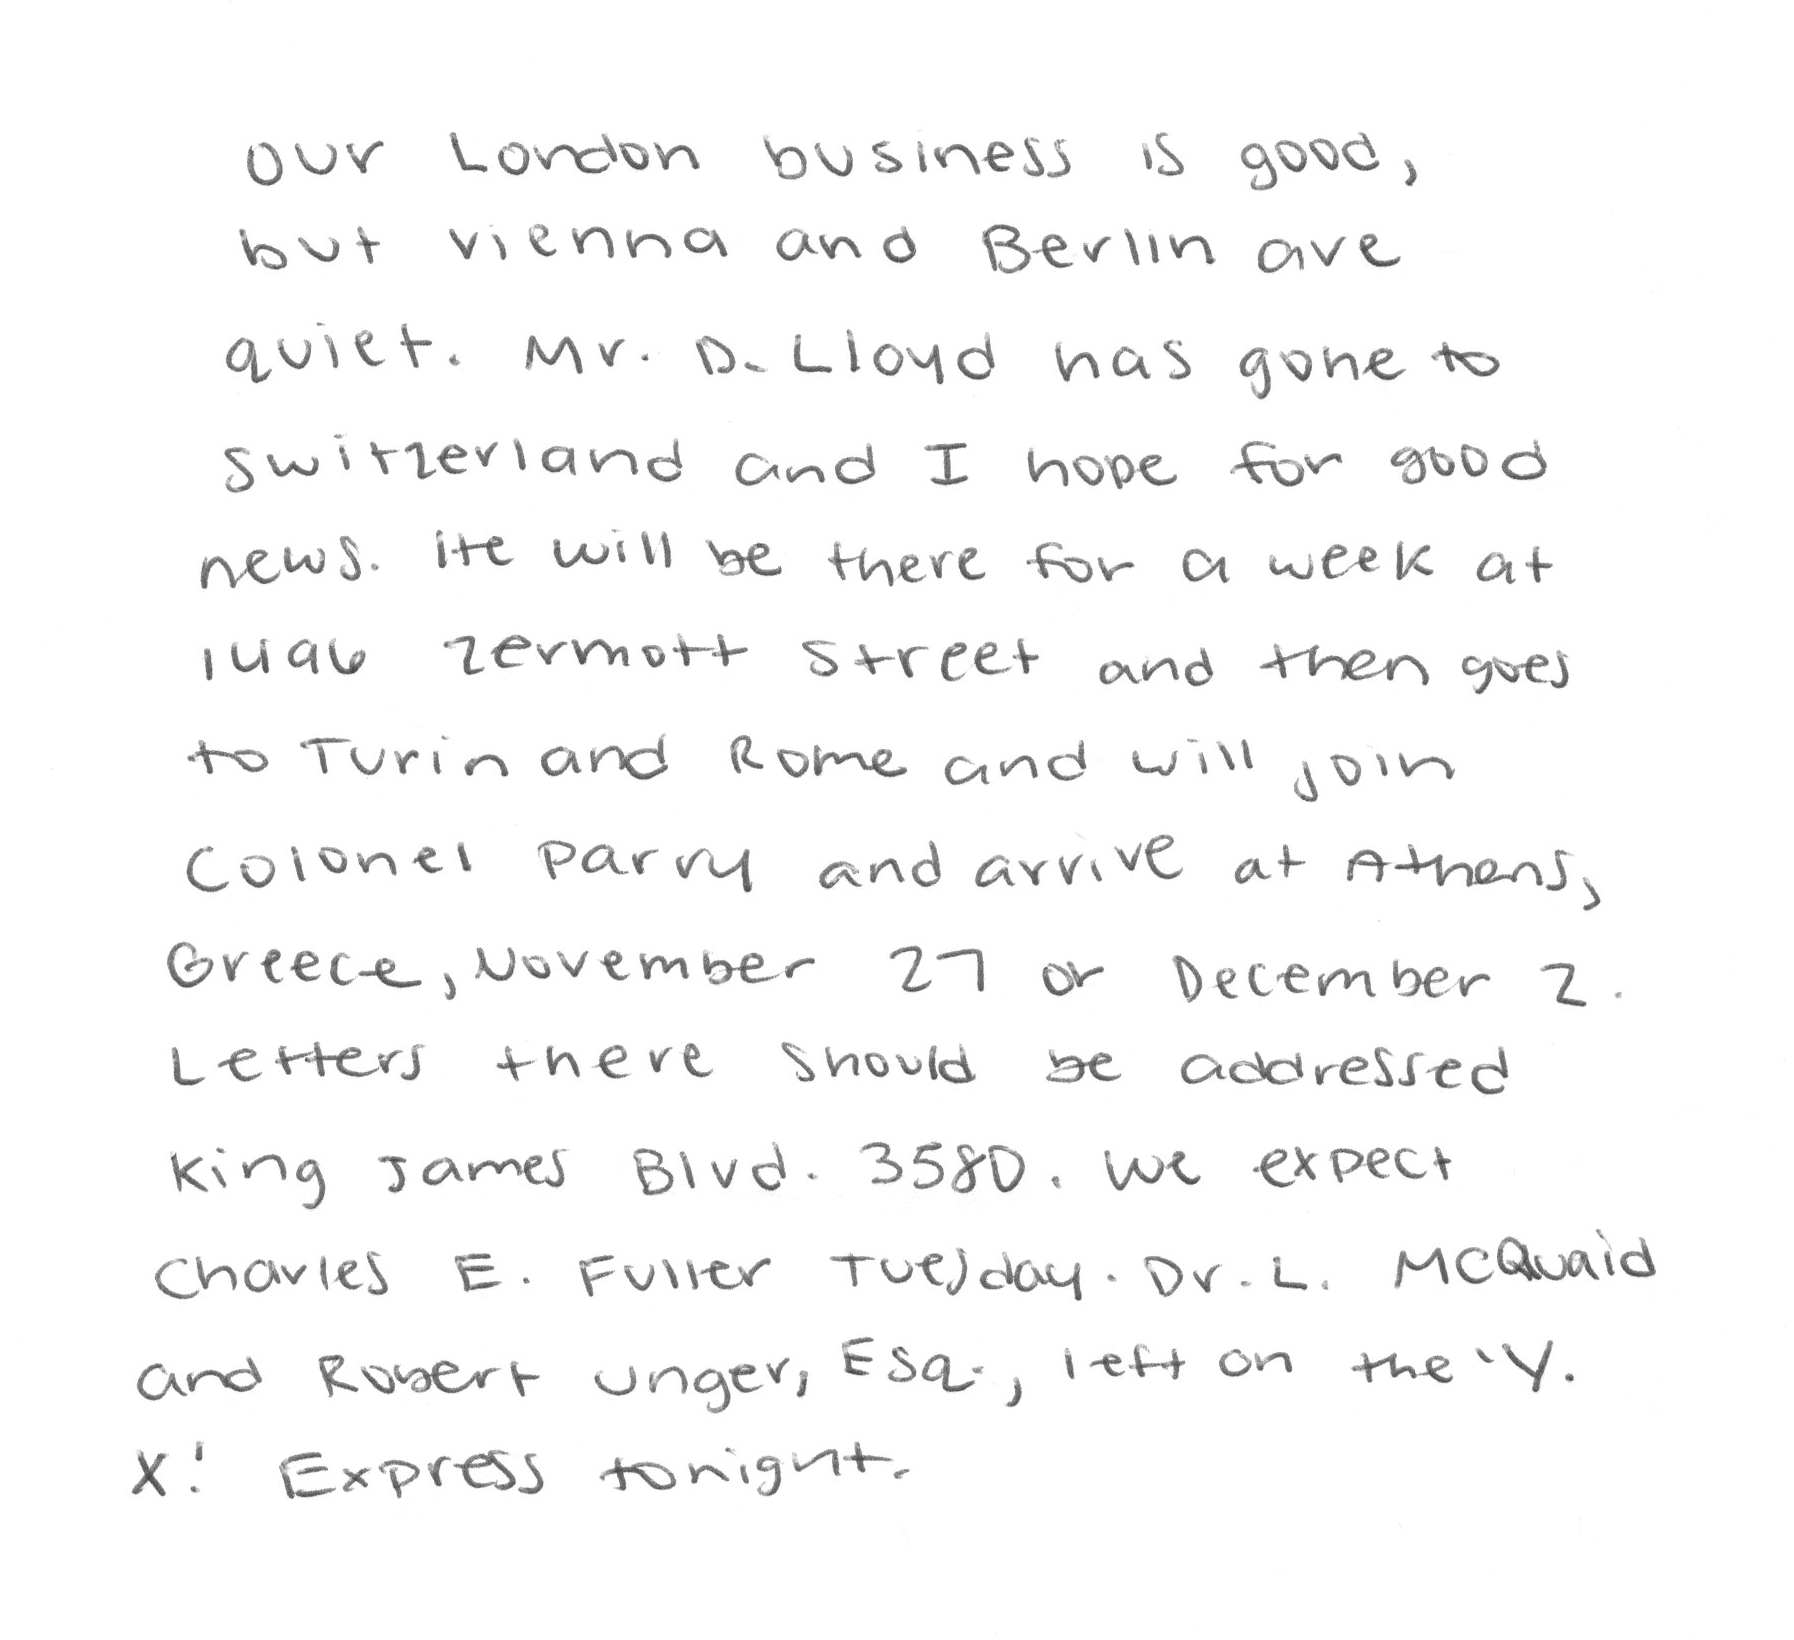 Our London business is good,
but Vienna and Berlin are
quiet. Mr. D. Lloyd has gone to
Switzerland and I hope for good
news. He will be there for a week at
1496 Zermott Street and then goes
to Turin and Rome and will join
Colonel Parry and arrive at Athens,
Greece, November 27 or December 2.
Letters there should be addressed
King James Blvd. 3580. We expect
Charles E. Fuller Tuesday. Dr. L. McQuaid
and Robert Unger, Esq., left on the 'Y.
X.' Express tonight.